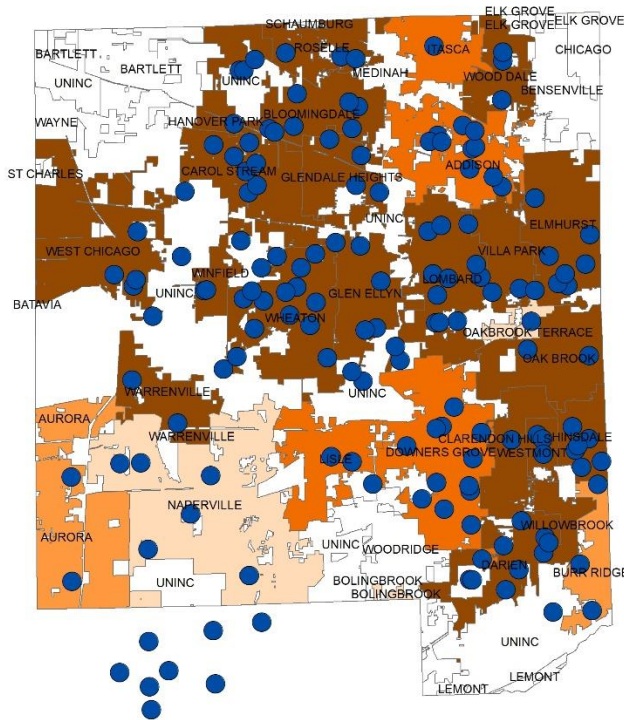 ELK GROVE
SCHAUMBURG
ELK GROVE
ELK GROVE
ROSELLE
ITASCA
CHICAGO
BARTLETT
BARTLETT
MEDINAH
UNINC
UNINC
WOOD DALE
BENSENVILLE
BLOOMINGDALE
WAYNE
HANOVER PARK
ADDISON
ST CHARLES
CAROL STREAM
GLENDALE HEIGHTS
UNINC
ELMHURST
WEST CHICAGO
VILLA PARK
WINFIELD
LOMBARD
UNINC
GLEN ELLYN
BATAVIA
WHEATON
OAKBROOK TERRACE
OAK BROOK
WARRENVILLE
UNINC
AURORA
WARRENVILLE
CLARENDON HILLS
HINSDALE
LISLE
DOWNERS GROVE
WESTMONT
NAPERVILLE
WILLOWBROOK
AURORA
UNINC
WOODRIDGE
DARIEN
BURR RIDGE
UNINC
BOLINGBROOK
BOLINGBROOK
UNINC
LEMONT
LEMONT